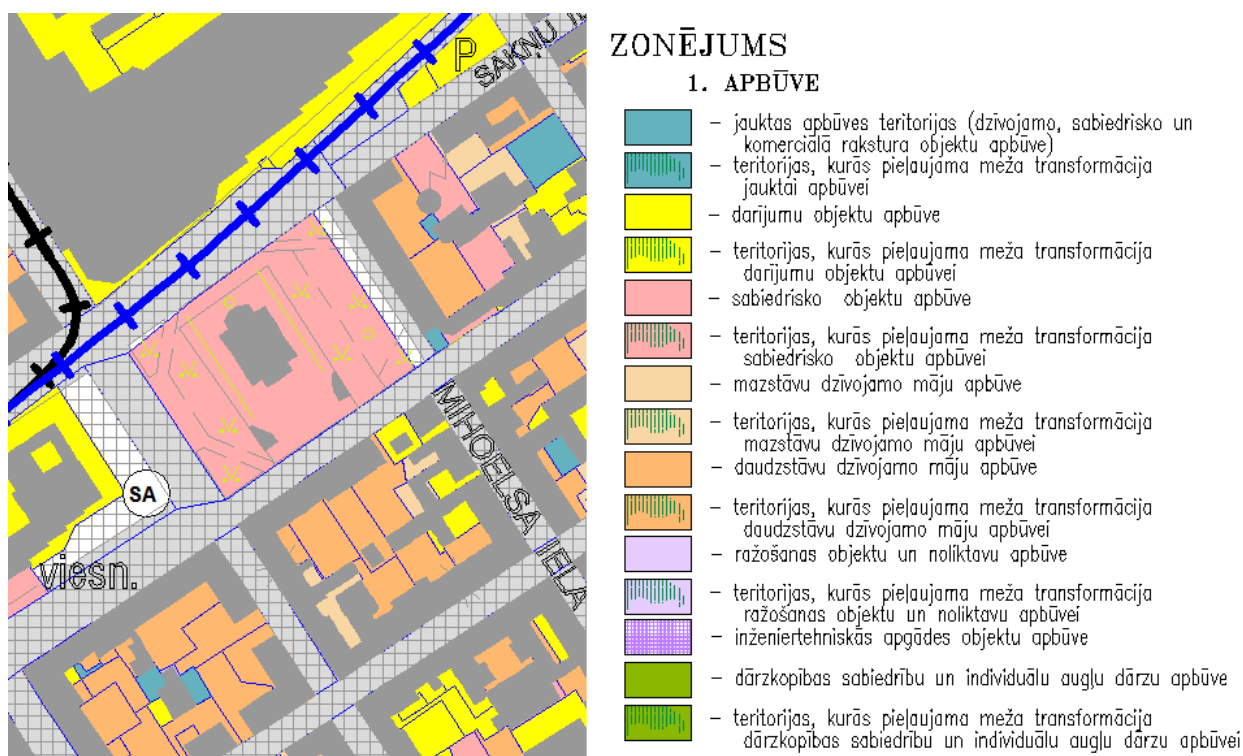 P
SAKŅU IE
MIHOELSA IELA
SA
viesn.
ZONĒJUMS
1. APBŪVE
– jauktas apbūves teritorijas (dzīvojamo, sabiedrisko un
komerciālā rakstura objektu apbūve)
– teritorijas, kurās pieļaujama meža transformācija
jauktai apbūvei
– darījumu objektu apbūve
– teritorijas, kurās pieļaujama meža transformācija
darījumu objektu apbūvei
– sabiedrisko objektu apbūve
– teritorijas, kurās pieļaujama meža transformācija
sabiedrisko objektu apbūvei
– mazstāvu dzīvojamo māju apbūve
– teritorijas, kurās pieļaujama meža transformācija
mazstāvu dzīvojamo māju apbūvei
– daudzstāvu dzīvojamo māju apbūve
– teritorijas, kurās pieļaujama meža transformācija
daudzstāvu dzīvojamo māju apbūvei
– ražošanas objektu un noliktavu apbūve
– teritorijas, kurās pieļaujama meža transformācija
ražošanas objektu un noliktavu apbūvei
– inženiertehniskās apgādes objektu apbūve
– dārzkopības sabiedrību un individuālu augļu dārzu apbūve
– teritorijas, kurās pieļaujama meža transformācija
dārzkopības sabiedrību un individuālu augļu dārzu apbūvei